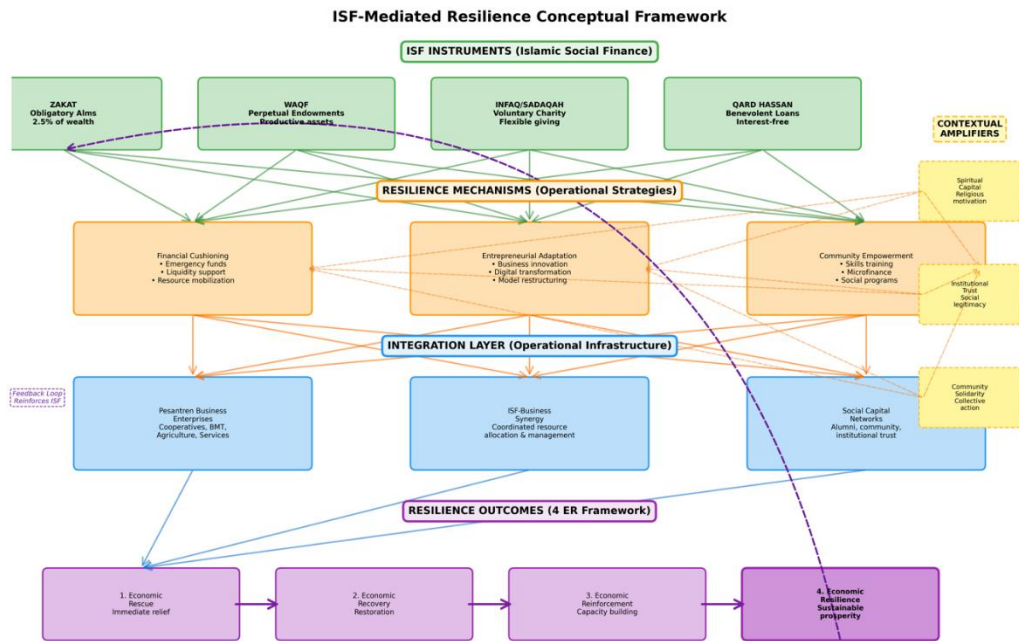 ISF-Mediated Resilience Conceptual Framework
ISF INSTRUMENTS (Islamic Social Finance)
ZAKAT
Obligatory Alms
2.5% of wealth
WAQF
Perpetual Endowments
Productive assets
INFAQ/SADAQAH
Voluntary Charity
Flexible giving
QARD HASSAN
Benevolent Loans
Interest-free
CONTEXTUAL
AMPLIFIERS
RESILIENCE MECHANISMS (Operational Strategies)
Spiritual
Capital
Religious
motivation
Financial Cushioning
• Emergency funds
• Liquidity support
• Resource mobilization
Entrepreneurial Adaptation
• Business innovation
• Digital transformation
• Model restructuring
Community Empowerment
• Skills training
• Microfinance
• Social programs
Institutional
Trust
Social
legitimacy
INTEGRATION LAYER (Operational Infrastructure)
Feedback Loop
Reinforces ISF
Pesantren Business
Enterprises
Cooperatives, BMT,
Agriculture, Services
ISF-Business
Synergy
Coordinated resource
allocation & management
Social Capital
Networks
Alumni, community,
institutional trust
Community
Solidarity
Collective
action
RESILIENCE OUTCOMES (4 ER Framework)
1. Economic
Rescue
Immediate relief
2. Economic
Recovery
Restoration
3. Economic
Reinforcement
Capacity building
4. Economic
Resilience
Sustainable
prosperity